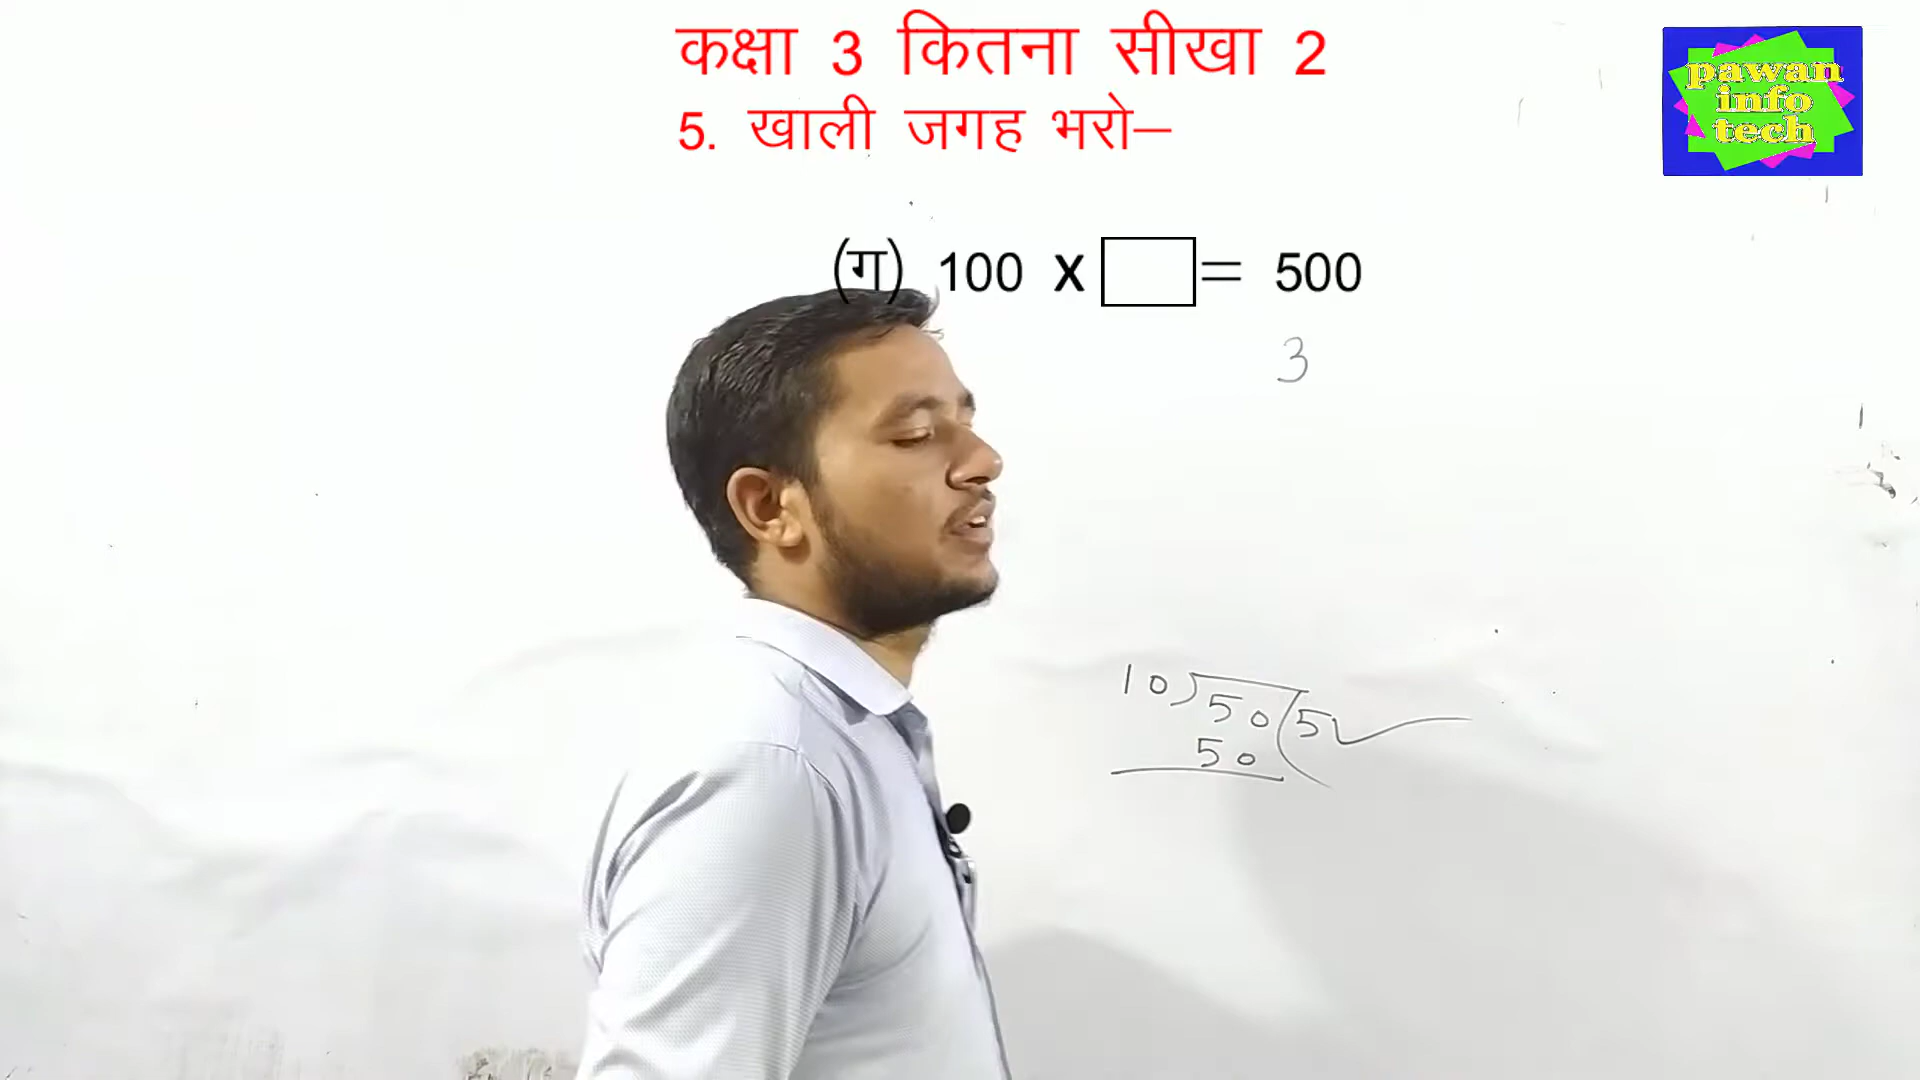 कक्षा 3 कितना सीखा 2
5. खाली जगह भरो–
pawan
info
tech
(ग) 100 x = 500
3
10)50(5
50